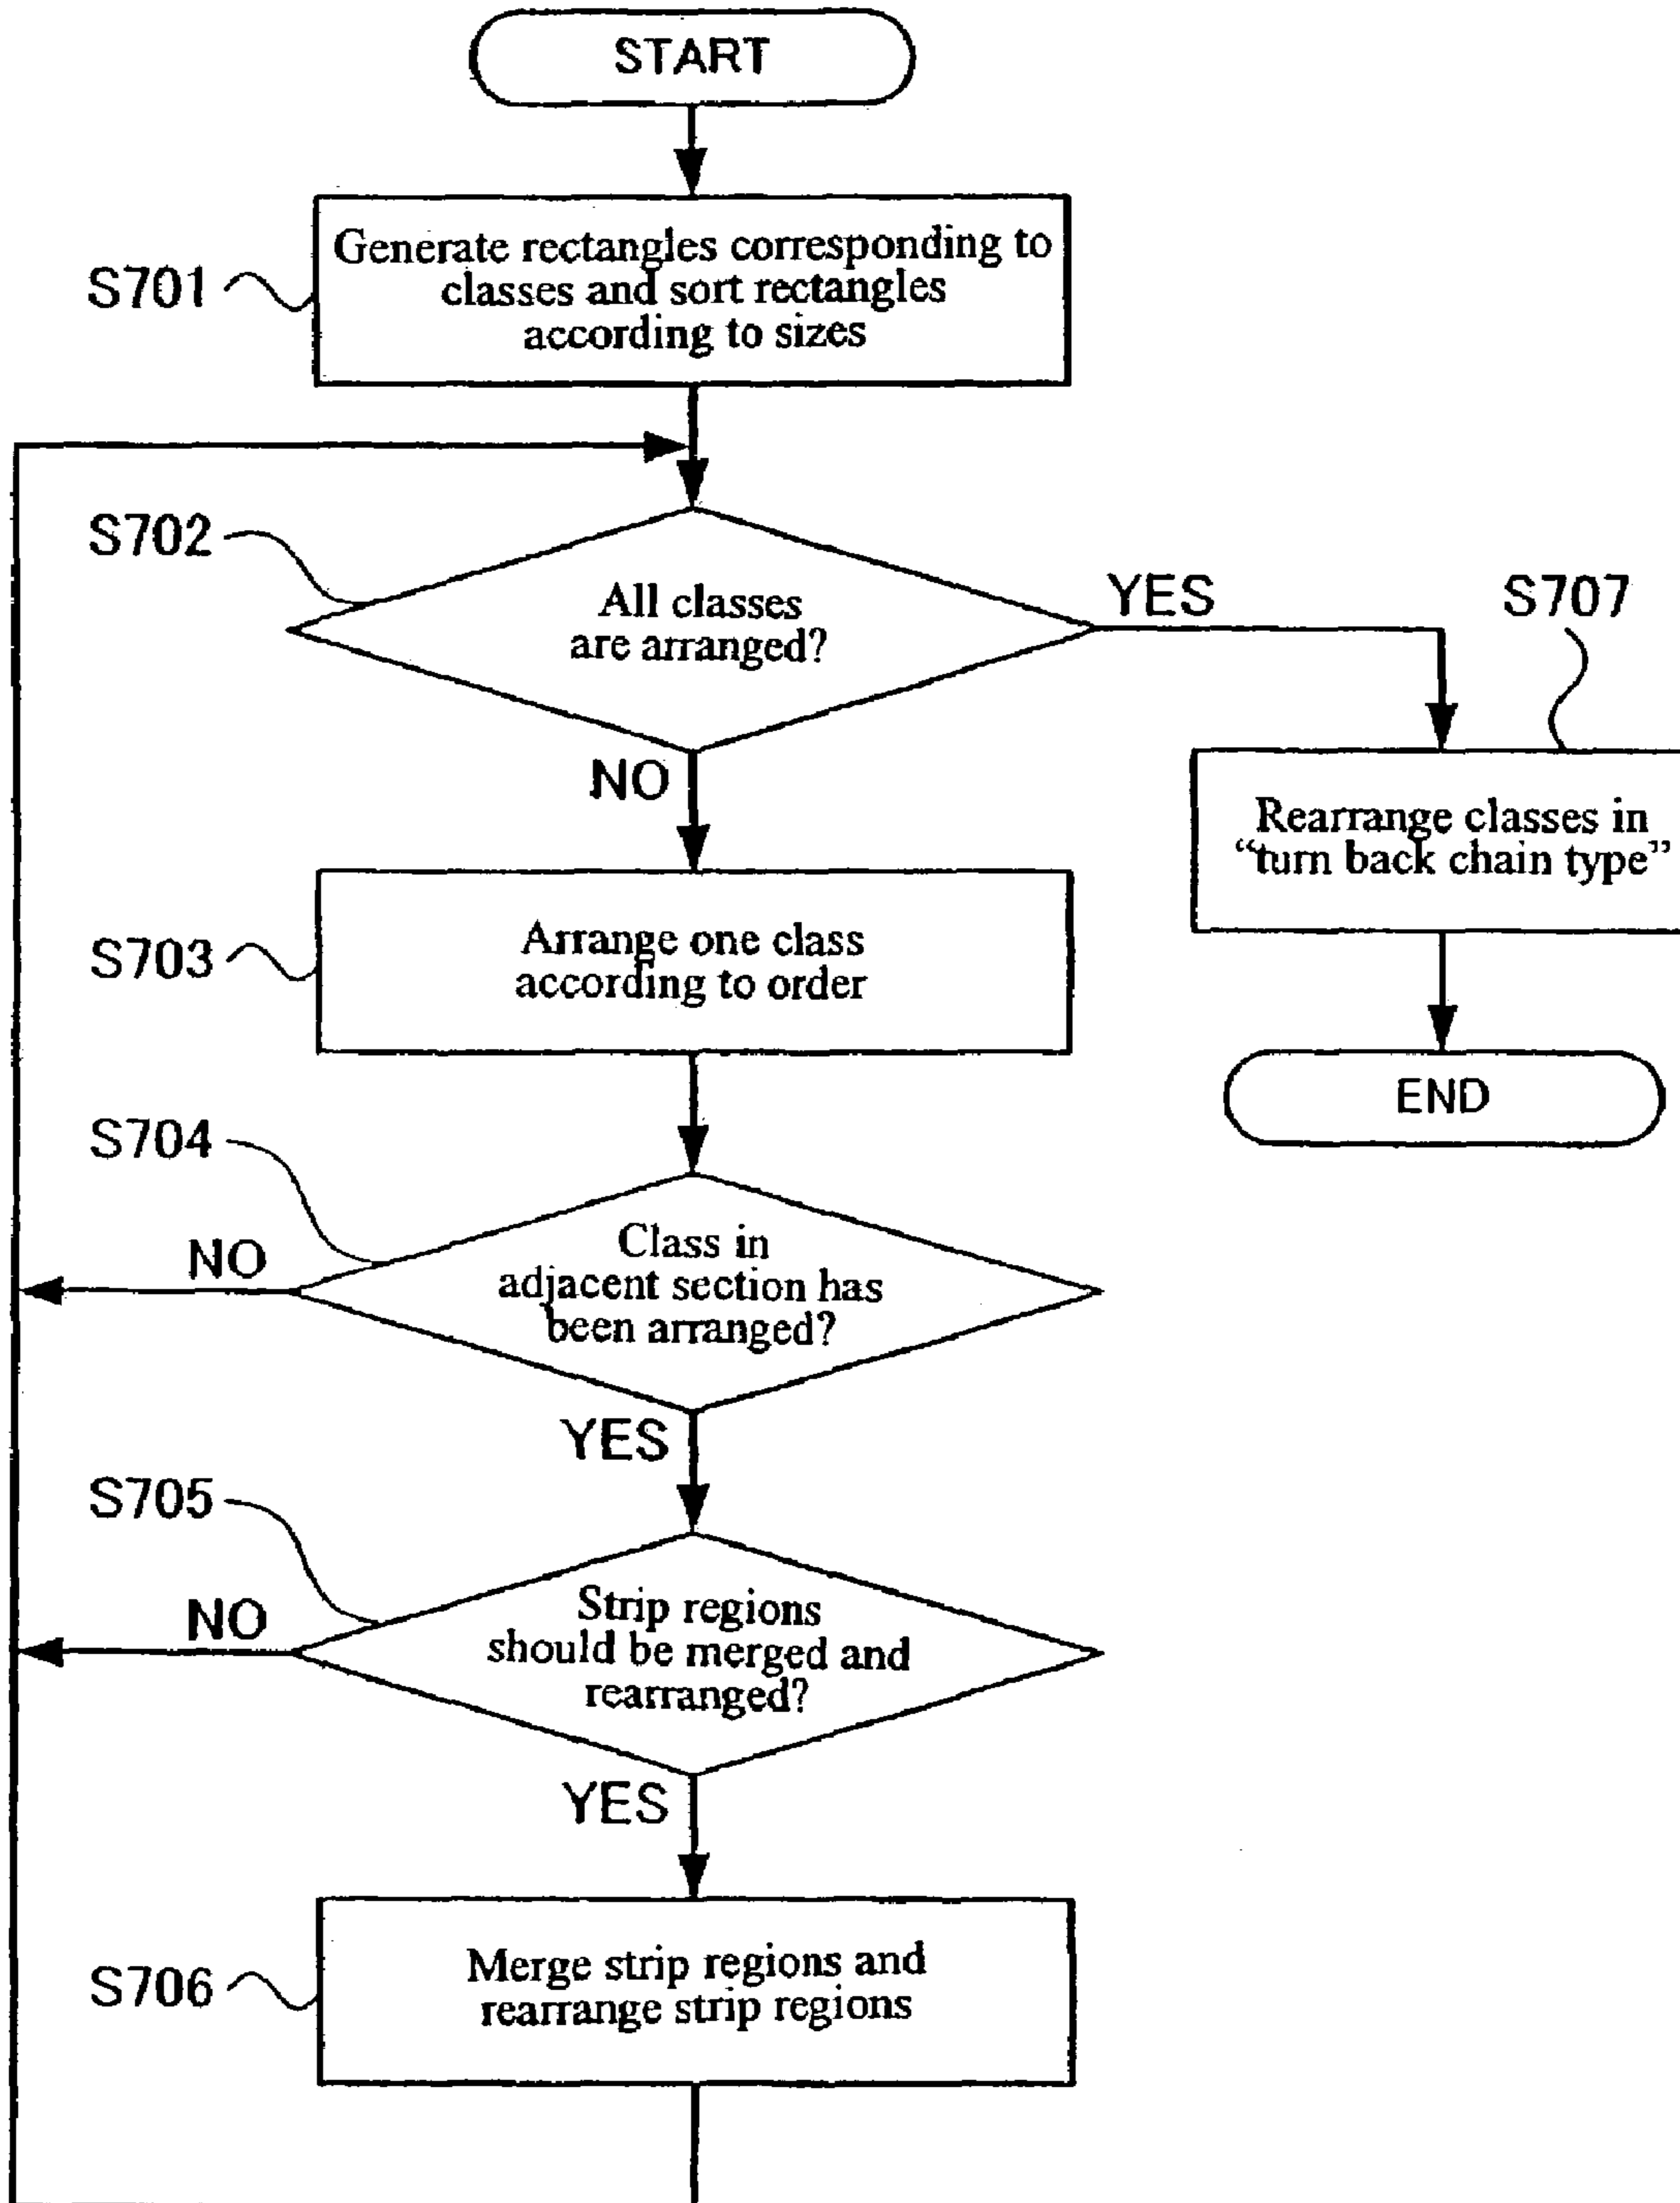 START
S701
Generate rectangles corresponding to
classes and sort rectangles
according to sizes
S702
All classes
are arranged?
YES
S707
NO
Rearrange classes in
“turn back chain type”
S703
Arrange one class
according to order
END
S704
NO
Class in
adjacent section has
been arranged?
YES
S705
NO
Strip regions
should be merged and
rearranged?
YES
S706
Merge strip regions and
rearrange strip regions